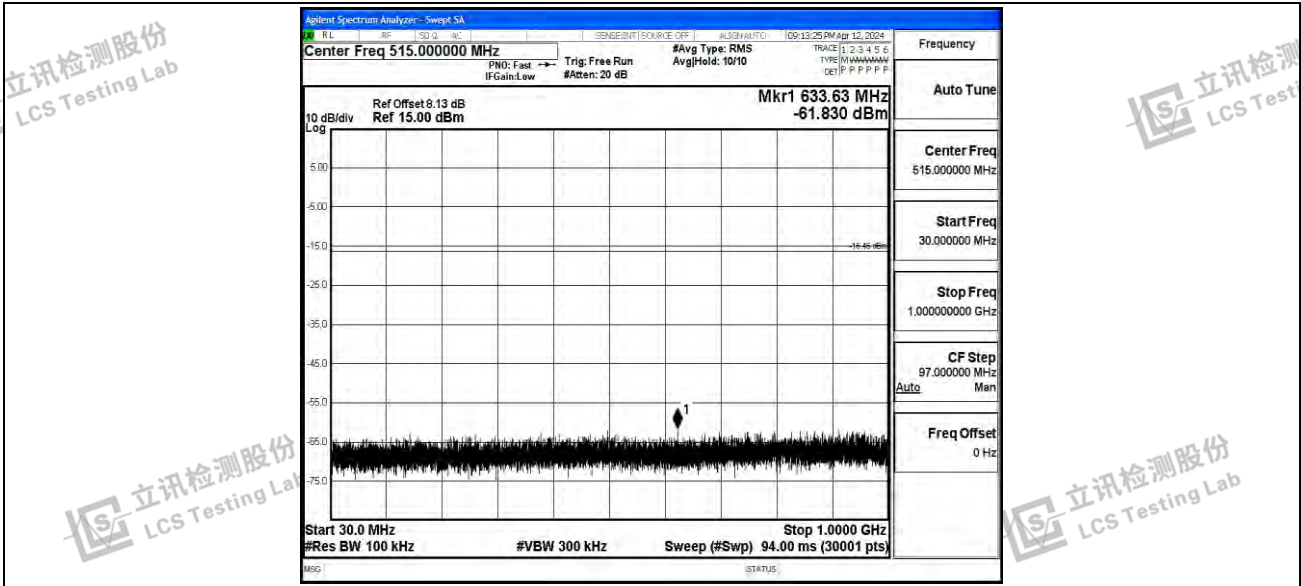 Agilent Spectrum Analyzer - Swept SA
RL RF 50 Ω AC SENSE:INT SOURCE OFF ALIGN AUTO 09:13:25 PM Apr 12, 2024
Center Freq 515.000000 MHz
PNO: Fast
IFGain:Low
Trig: Free Run
#Atten: 20 dB
#Avg Type: RMS
Avg|Hold: 10/10
TRACE 1 2 3 4 5 6
TYPE M WWWWW
DET P P P P P P
Ref Offset 8.13 dB
Ref 15.00 dBm
10 dB/div
Log
Mkr1 633.63 MHz
-61.830 dBm
5.00
-5.00
-15.0
-25.0
-35.0
-45.0
-55.0
-65.0
-75.0
1
Start 30.0 MHz
Stop 1.0000 GHz
#Res BW 100 kHz
#VBW 300 kHz
Sweep (#Swp) 94.00 ms (30001 pts)
MSG
STATUS
Frequency
Auto Tune
Center Freq
515.000000 MHz
Start Freq
30.000000 MHz
Stop Freq
1.000000000 GHz
CF Step
97.000000 MHz
Auto Man
Freq Offset
0 Hz
立讯检测股份
LCS Testing Lab
立讯检测
LCS Test
立讯检测股份
LCS Testing Lab
立讯检测股份
LCS Testing Lab